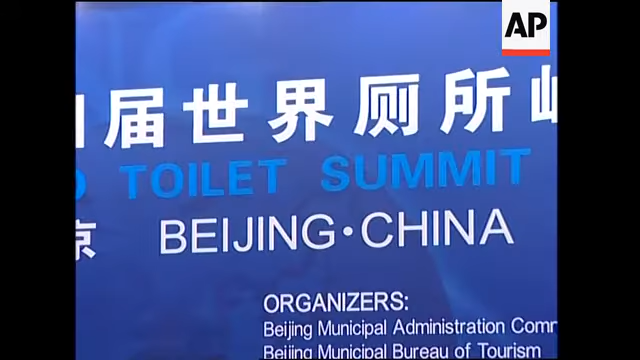 AP
届世界厕所
TOILET SUMMIT
京 BEIJING·CHINA
ORGANIZERS:
Beijing Municipal Administration
Beijing Municipal Bureau of Tourism